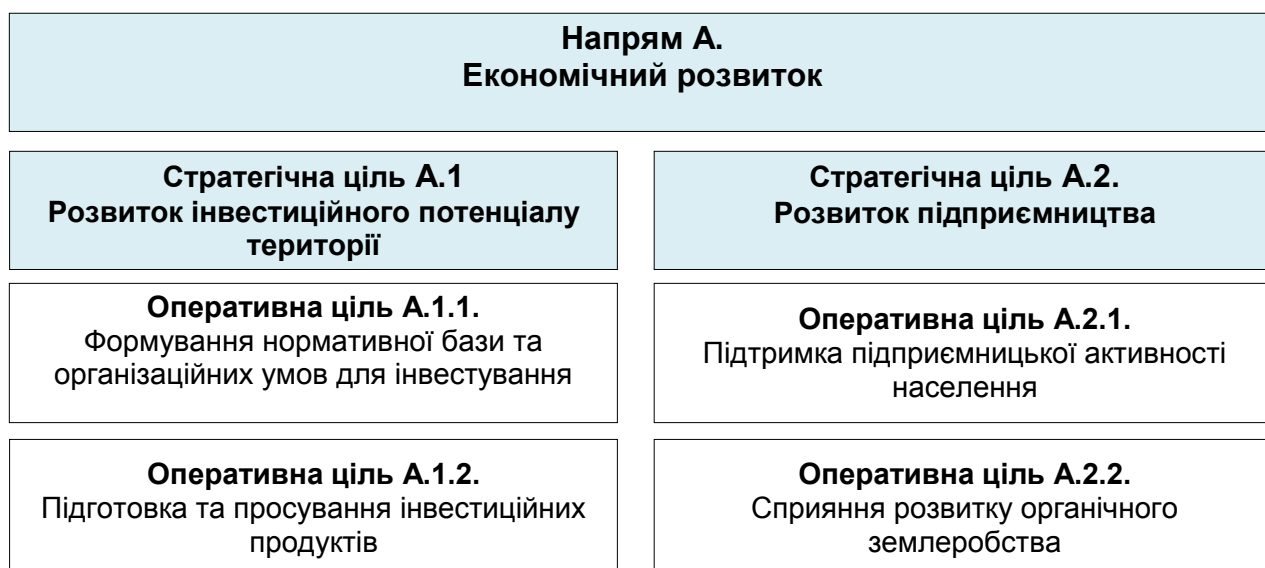 Напрям А.
Економічний розвиток
Стратегічна ціль А.1
Розвиток інвестиційного потенціалу
території
Стратегічна ціль А.2.
Розвиток підприємництва
Оперативна ціль А.1.1.
Формування нормативної бази та
організаційних умов для інвестування
Оперативна ціль А.2.1.
Підтримка підприємницької активності
населення
Оперативна ціль А.1.2.
Підготовка та просування інвестиційних
продуктів
Оперативна ціль А.2.2.
Сприяння розвитку органічного
землеробства